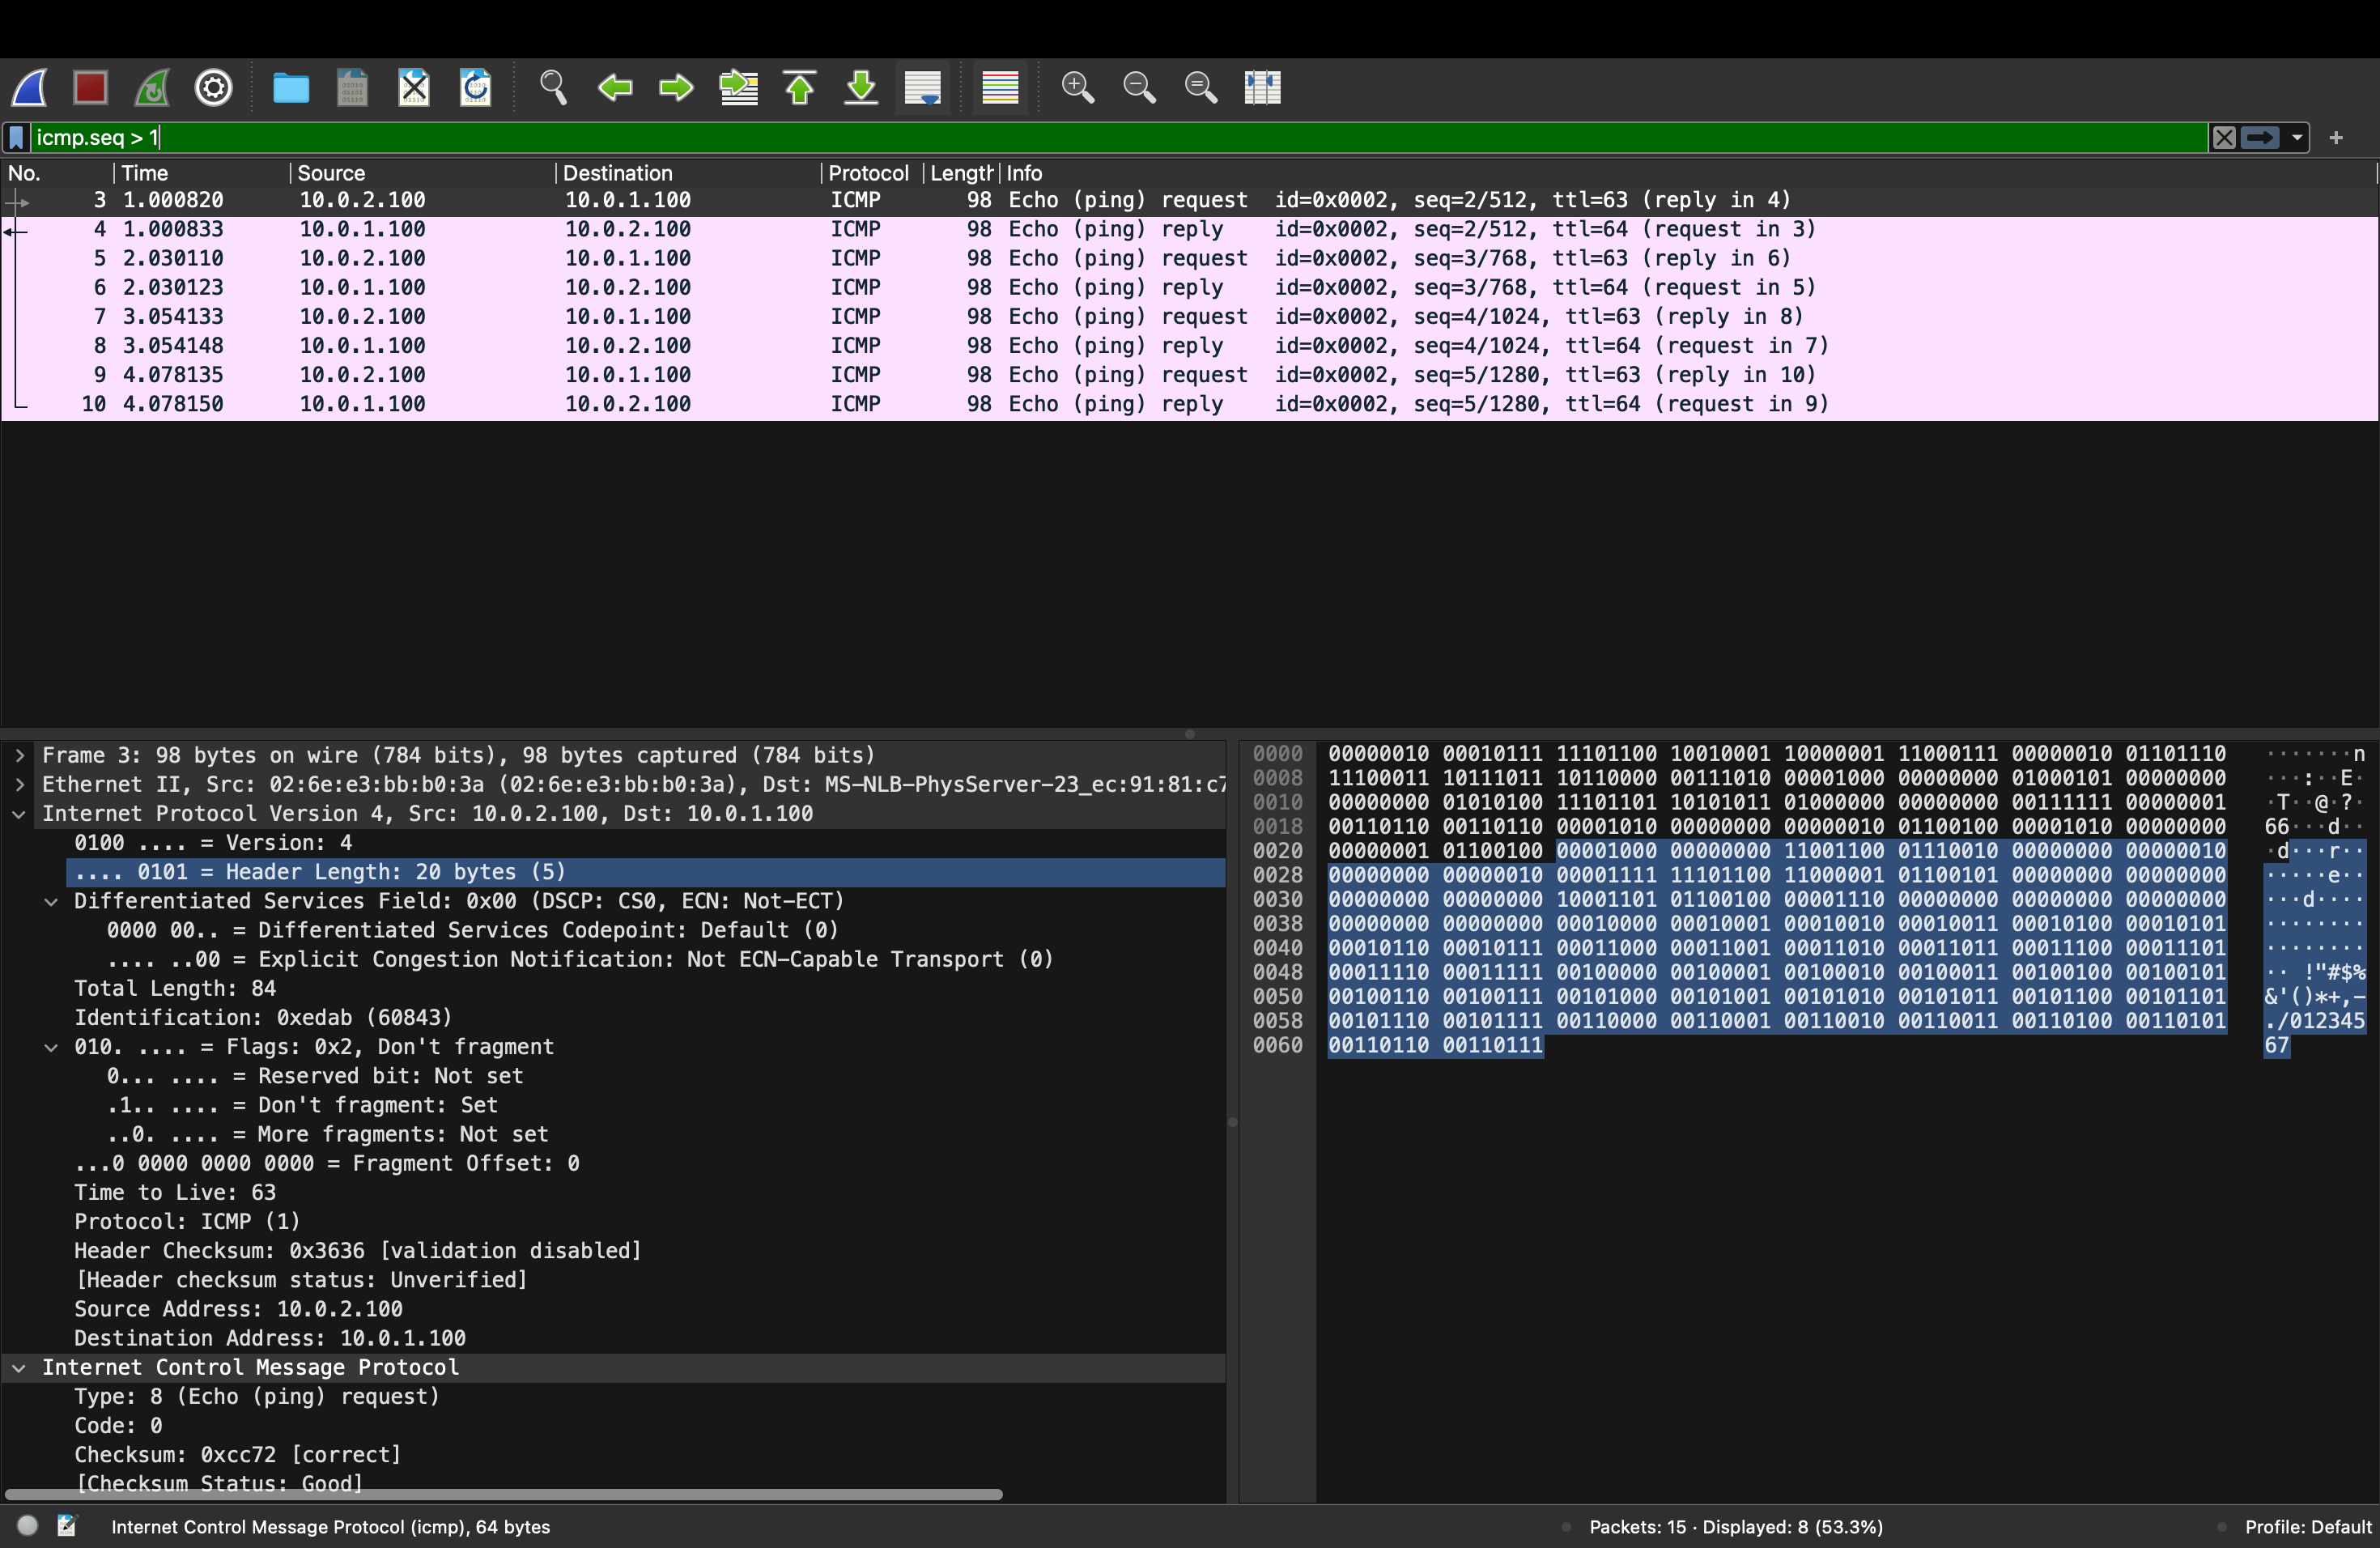 icmp.seq > 1
No. Time Source Destination Protocol Length Info
3 1.000820 10.0.2.100 10.0.1.100 ICMP 98 Echo (ping) request id=0x0002, seq=2/512, ttl=63 (reply in 4)
4 1.000833 10.0.1.100 10.0.2.100 ICMP 98 Echo (ping) reply id=0x0002, seq=2/512, ttl=64 (request in 3)
5 2.030110 10.0.2.100 10.0.1.100 ICMP 98 Echo (ping) request id=0x0002, seq=3/768, ttl=63 (reply in 6)
6 2.030123 10.0.1.100 10.0.2.100 ICMP 98 Echo (ping) reply id=0x0002, seq=3/768, ttl=64 (request in 5)
7 3.054133 10.0.2.100 10.0.1.100 ICMP 98 Echo (ping) request id=0x0002, seq=4/1024, ttl=63 (reply in 8)
8 3.054148 10.0.1.100 10.0.2.100 ICMP 98 Echo (ping) reply id=0x0002, seq=4/1024, ttl=64 (request in 7)
9 4.078135 10.0.2.100 10.0.1.100 ICMP 98 Echo (ping) request id=0x0002, seq=5/1280, ttl=63 (reply in 10)
10 4.078150 10.0.1.100 10.0.2.100 ICMP 98 Echo (ping) reply id=0x0002, seq=5/1280, ttl=64 (request in 9)
Frame 3: 98 bytes on wire (784 bits), 98 bytes captured (784 bits)
Ethernet II, Src: 02:6e:e3:bb:b0:3a (02:6e:e3:bb:b0:3a), Dst: MS-NLB-PhysServer-23_ec:91:81:c7
Internet Protocol Version 4, Src: 10.0.2.100, Dst: 10.0.1.100
0100 .... = Version: 4
.... 0101 = Header Length: 20 bytes (5)
Differentiated Services Field: 0x00 (DSCP: CS0, ECN: Not-ECT)
0000 00.. = Differentiated Services Codepoint: Default (0)
.... ..00 = Explicit Congestion Notification: Not ECN-Capable Transport (0)
Total Length: 84
Identification: 0xedab (60843)
010. .... = Flags: 0x2, Don't fragment
0... .... = Reserved bit: Not set
.1.. .... = Don't fragment: Set
..0. .... = More fragments: Not set
...0 0000 0000 0000 = Fragment Offset: 0
Time to Live: 63
Protocol: ICMP (1)
Header Checksum: 0x3636 [validation disabled]
[Header checksum status: Unverified]
Source Address: 10.0.2.100
Destination Address: 10.0.1.100
Internet Control Message Protocol
Type: 8 (Echo (ping) request)
Code: 0
Checksum: 0xcc72 [correct]
[Checksum Status: Good]
0000 00000010 00010111 11101100 10010001 10000001 11000111 00000010 01101110 ·······n
0008 11100011 10111011 10110000 00111010 00001000 00000000 01000101 00000000 ···:··E·
0010 00000000 01010100 11101101 10101011 01000000 00000000 00111111 00000001 ·T··@·?·
0018 00110110 00110110 00001010 00000000 00000010 01100100 00001010 00000000 66···d··
0020 00000001 01100100 00001000 00000000 11001100 01110010 00000000 00000010 ·d···r··
0028 00000000 00000010 00001111 11101100 11000001 01100101 00000000 00000000 ·····e··
0030 00000000 00000000 10001101 01100100 00001110 00000000 00000000 00000000 ···d····
0038 00000000 00000000 00010000 00010001 00010010 00010011 00010100 00010101 ········
0040 00010110 00010111 00011000 00011001 00011010 00011011 00011100 00011101 ········
0048 00011110 00011111 00100000 00100001 00100010 00100011 00100100 00100101 ·· !"#$%
0050 00100110 00100111 00101000 00101001 00101010 00101011 00101100 00101101 &'()*+,-
0058 00101110 00101111 00110000 00110001 00110010 00110011 00110100 00110101 ./012345
0060 00110110 00110111 67
Internet Control Message Protocol (icmp), 64 bytes
Packets: 15 · Displayed: 8 (53.3%)
Profile: Default